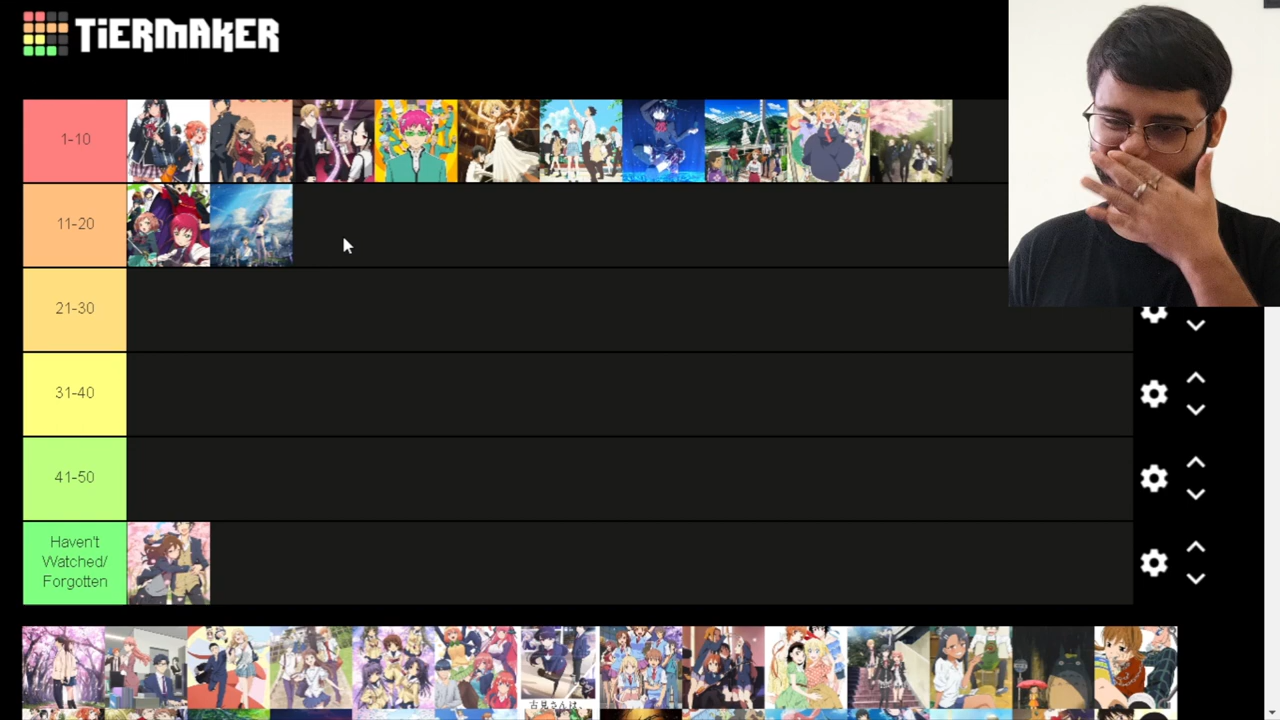 TiERMAKER
1-10
11-20
21-30
31-40
41-50
Haven't
Watched/
Forgotten
古見さんは、